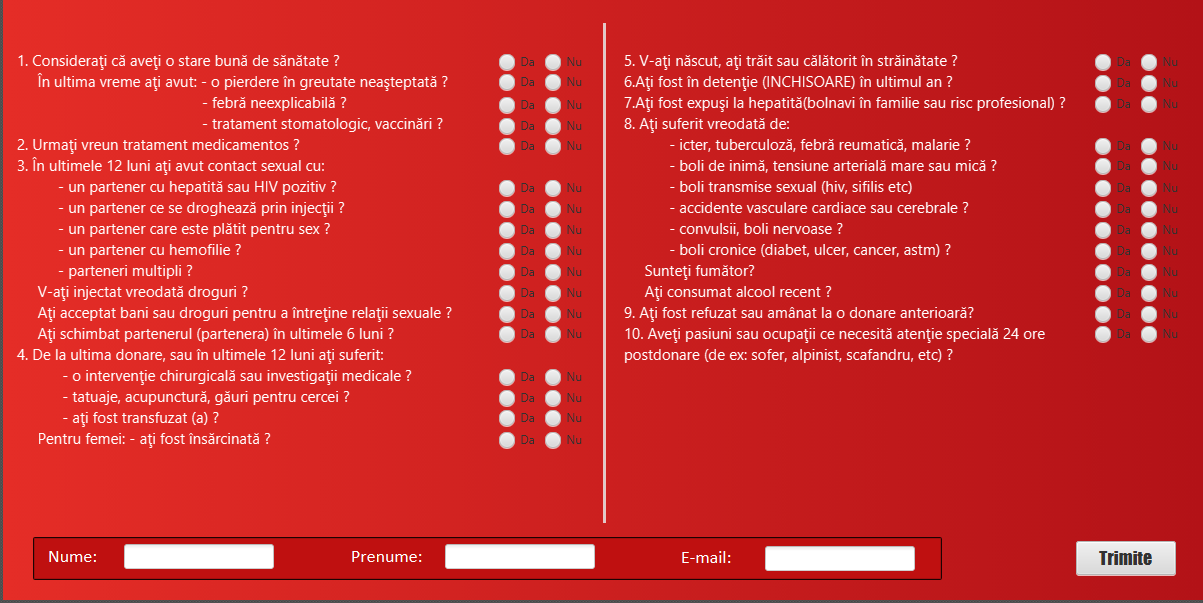 1. Consideraţi că aveţi o stare bună de sănătate ? Da Nu
În ultima vreme aţi avut: - o pierdere în greutate neaşteptată ? Da Nu
- febră neexplicabilă ? Da Nu
- tratament stomatologic, vaccinări ? Da Nu
2. Urmaţi vreun tratament medicamentos ? Da Nu
3. În ultimele 12 luni aţi avut contact sexual cu:
- un partener cu hepatită sau HIV pozitiv ? Da Nu
- un partener ce se droghează prin injecţii ? Da Nu
- un partener care este plătit pentru sex ? Da Nu
- un partener cu hemofilie ? Da Nu
- parteneri multipli ? Da Nu
V-aţi injectat vreodată droguri ? Da Nu
Aţi acceptat bani sau droguri pentru a întreţine relaţii sexuale ? Da Nu
Aţi schimbat partenerul (partenera) în ultimele 6 luni ? Da Nu
4. De la ultima donare, sau în ultimele 12 luni aţi suferit:
- o intervenţie chirurgicală sau investigaţii medicale ? Da Nu
- tatuaje, acupunctură, găuri pentru cercei ? Da Nu
- aţi fost transfuzat (a) ? Da Nu
Pentru femei: - aţi fost însărcinată ? Da Nu
5. V-aţi născut, aţi trăit sau călătorit în străinătate ? Da Nu
6.Aţi fost în detenţie (INCHISOARE) în ultimul an ? Da Nu
7.Aţi fost expuşi la hepatită(bolnavi în familie sau risc profesional) ? Da Nu
8. Aţi suferit vreodată de:
- icter, tuberculoză, febră reumatică, malarie ? Da Nu
- boli de inimă, tensiune arterială mare sau mică ? Da Nu
- boli transmise sexual (hiv, sifilis etc) Da Nu
- accidente vasculare cardiace sau cerebrale ? Da Nu
- convulsii, boli nervoase ? Da Nu
- boli cronice (diabet, ulcer, cancer, astm) ? Da Nu
Sunteţi fumător? Da Nu
Aţi consumat alcool recent ? Da Nu
9. Aţi fost refuzat sau amânat la o donare anterioară? Da Nu
10. Aveţi pasiuni sau ocupaţii ce necesită atenţie specială 24 ore Da Nu
postdonare (de ex: sofer, alpinist, scafandru, etc) ?
Nume: Prenume: E-mail: Trimite